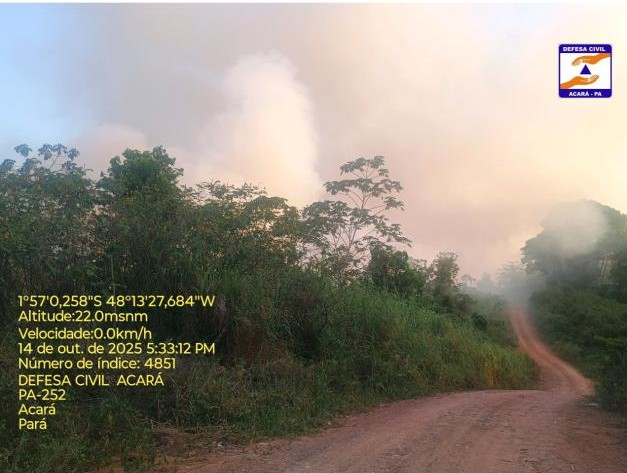 DEFESA CIVIL
ACARÁ - PA
1°57'0,258"S 48°13'27,684"W
Altitude:22.0msnm
Velocidade:0.0km/h
14 de out. de 2025 5:33:12 PM
Número de índice: 4851
DEFESA CIVIL ACARÁ
PA-252
Acará
Pará